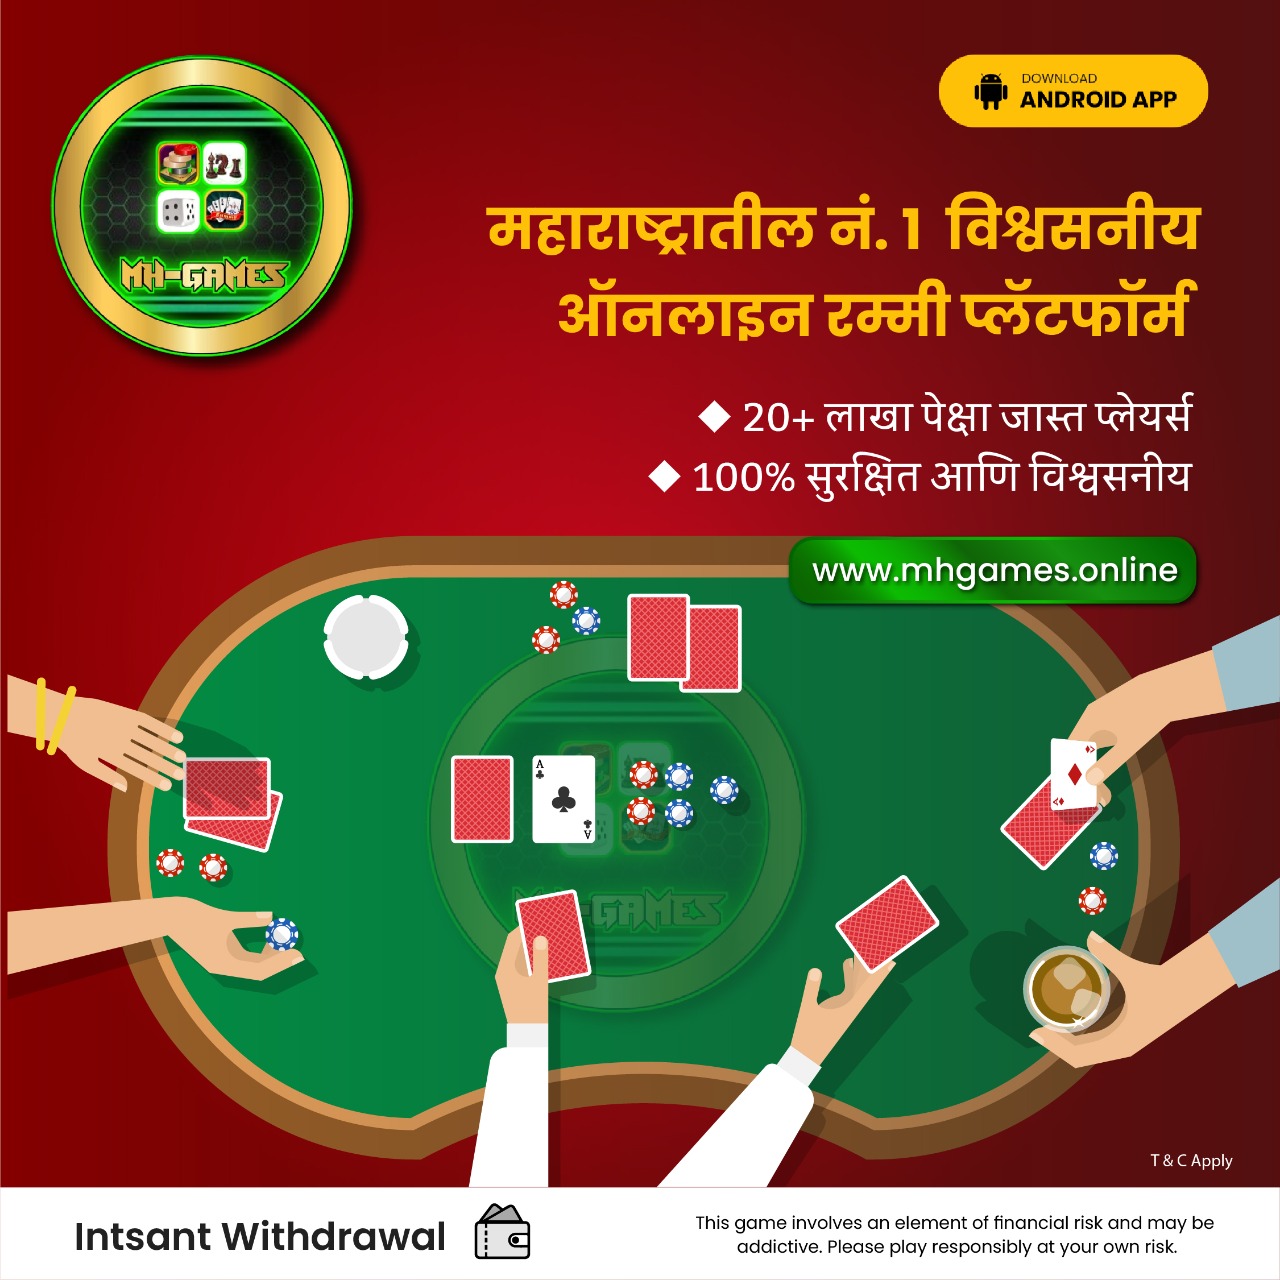 DOWNLOAD
ANDROID APP
MH-GAMES
महाराष्ट्रातील नं. 1 विश्वसनीय
ऑनलाइन रम्मी प्लॅटफॉर्म
20+ लाखा पेक्षा जास्त प्लेयर्स
100% सुरक्षित आणि विश्वसनीय
www.mhgames.online
A
A
-GAMES
T & C Apply
Intsant Withdrawal
This game involves an element of financial risk and may be
addictive. Please play responsibly at your own risk.